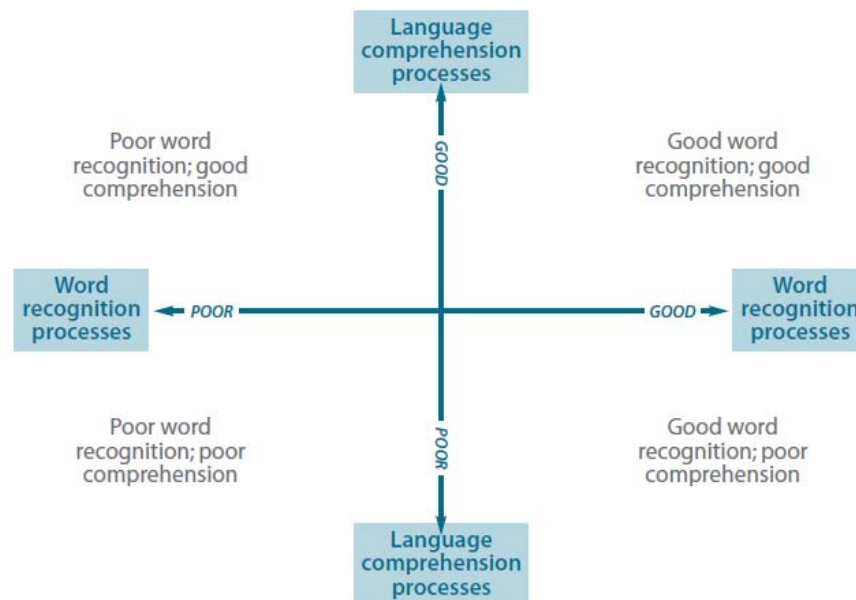 Language
comprehension
processes
Poor word
recognition; good
comprehension
GOOD
Good word
recognition; good
comprehension
Word
recognition
processes
POOR
GOOD
Word
recognition
processes
Poor word
recognition; poor
comprehension
POOR
Good word
recognition; poor
comprehension
Language
comprehension
processes